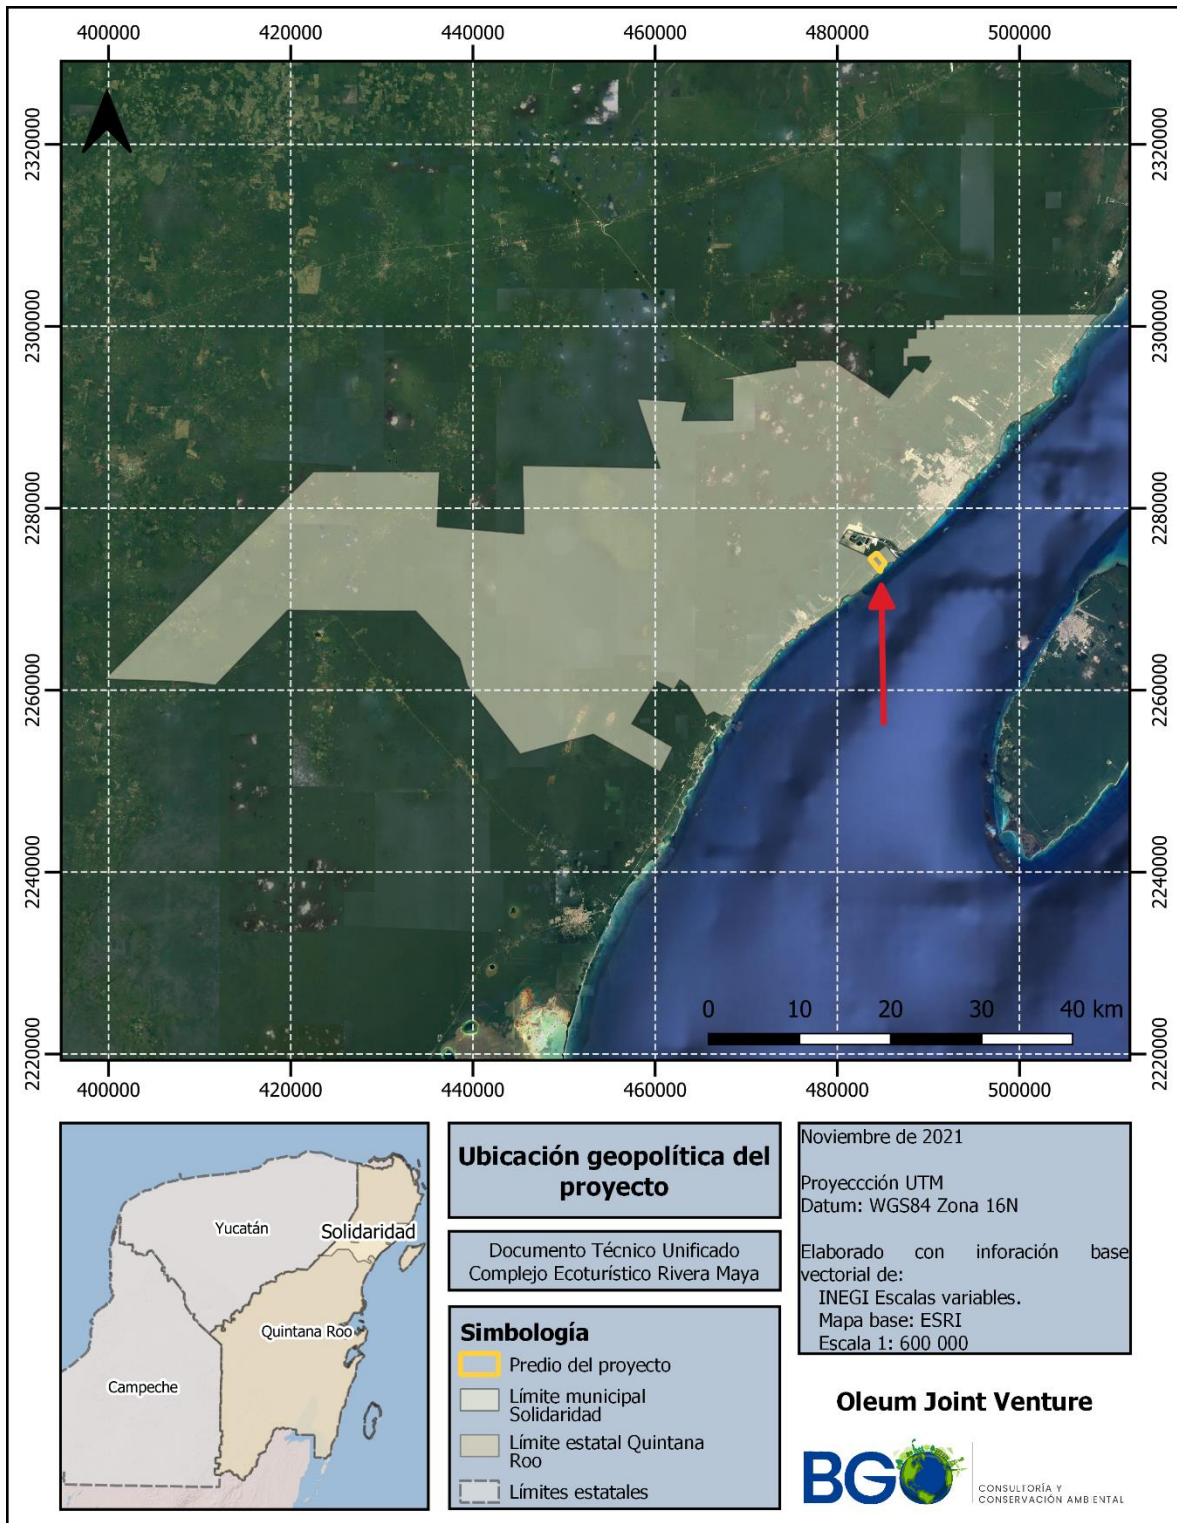 400000 420000 440000 460000 480000 500000
2320000 2320000
2300000 2300000
2280000 2280000
2260000 2260000
2240000 2240000
2220000 2220000
0 10 20 30 40 km
400000 420000 440000 460000 480000 500000
Yucatán
Solidaridad
Quintana Roo
Campeche
Ubicación geopolítica del
proyecto
Documento Técnico Unificado
Complejo Ecoturístico Rivera Maya
Simbología
Predio del proyecto
Límite municipal
Solidaridad
Límite estatal Quintana
Roo
Límites estatales
Noviembre de 2021
Proyeccción UTM
Datum: WGS84 Zona 16N
Elaborado con inforación base
vectorial de:
INEGI Escalas variables.
Mapa base: ESRI
Escala 1: 600 000
Oleum Joint Venture
BGO
CONSULTORÍA Y
CONSERVACIÓN AMBIENTAL